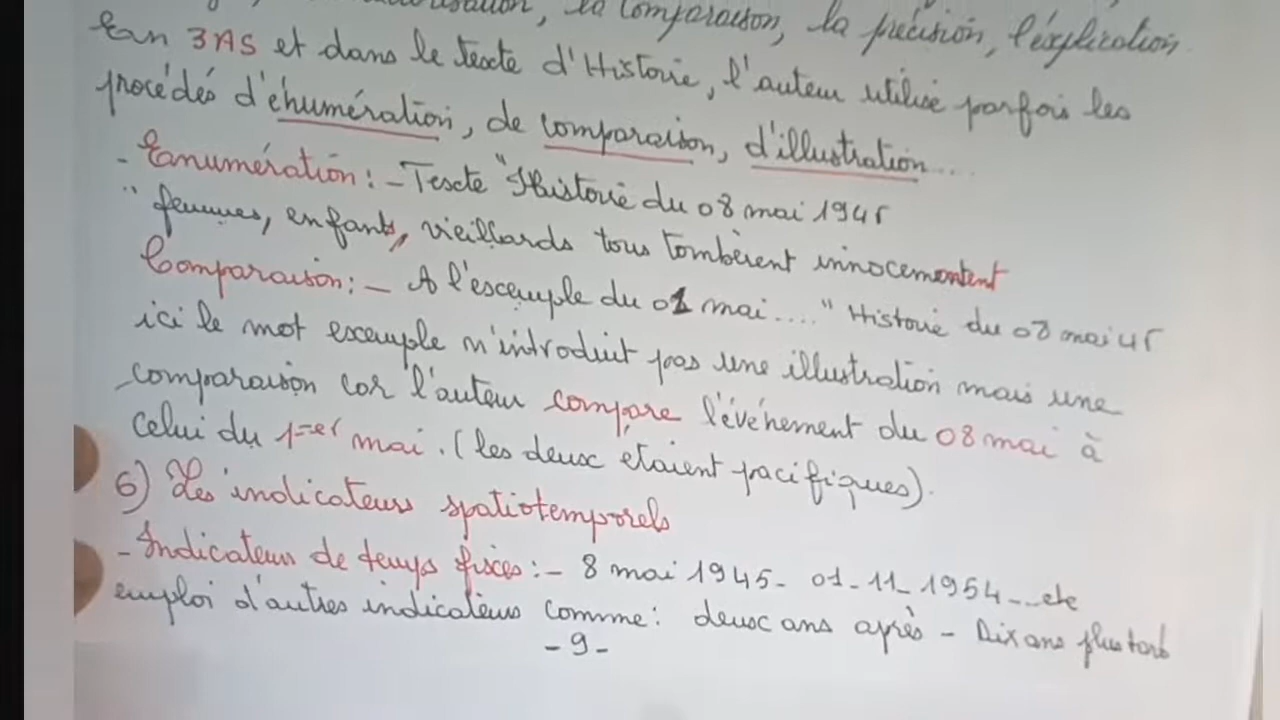 la comparaison, la précision, l'explication
En 3AS et dans le texte d'Histoire, l'auteur utilise parfois les
procédés d'énumération, de comparaison, d'illustration....
- Enumération : - Texte "Histoire du 08 mai 1945
" femmes, enfants, vieillards tous tombèrent innocemment
Comparaison : - A l'exemple du 01 mai...." Histoire du 08 mai 45
ici le mot exemple n'introduit pas une illustration mais une
comparaison car l'auteur compare l'événement du 08 mai à
celui du 1er mai. (les deux étaient pacifiques).
6) Les indicateurs spatiotemporels
- Indicateurs de temps fixes : - 8 mai 1945 - 01-11-1954 ... etc
emploi d'autres indicateurs comme : deux ans après - Dix ans plus tard
- 9 -